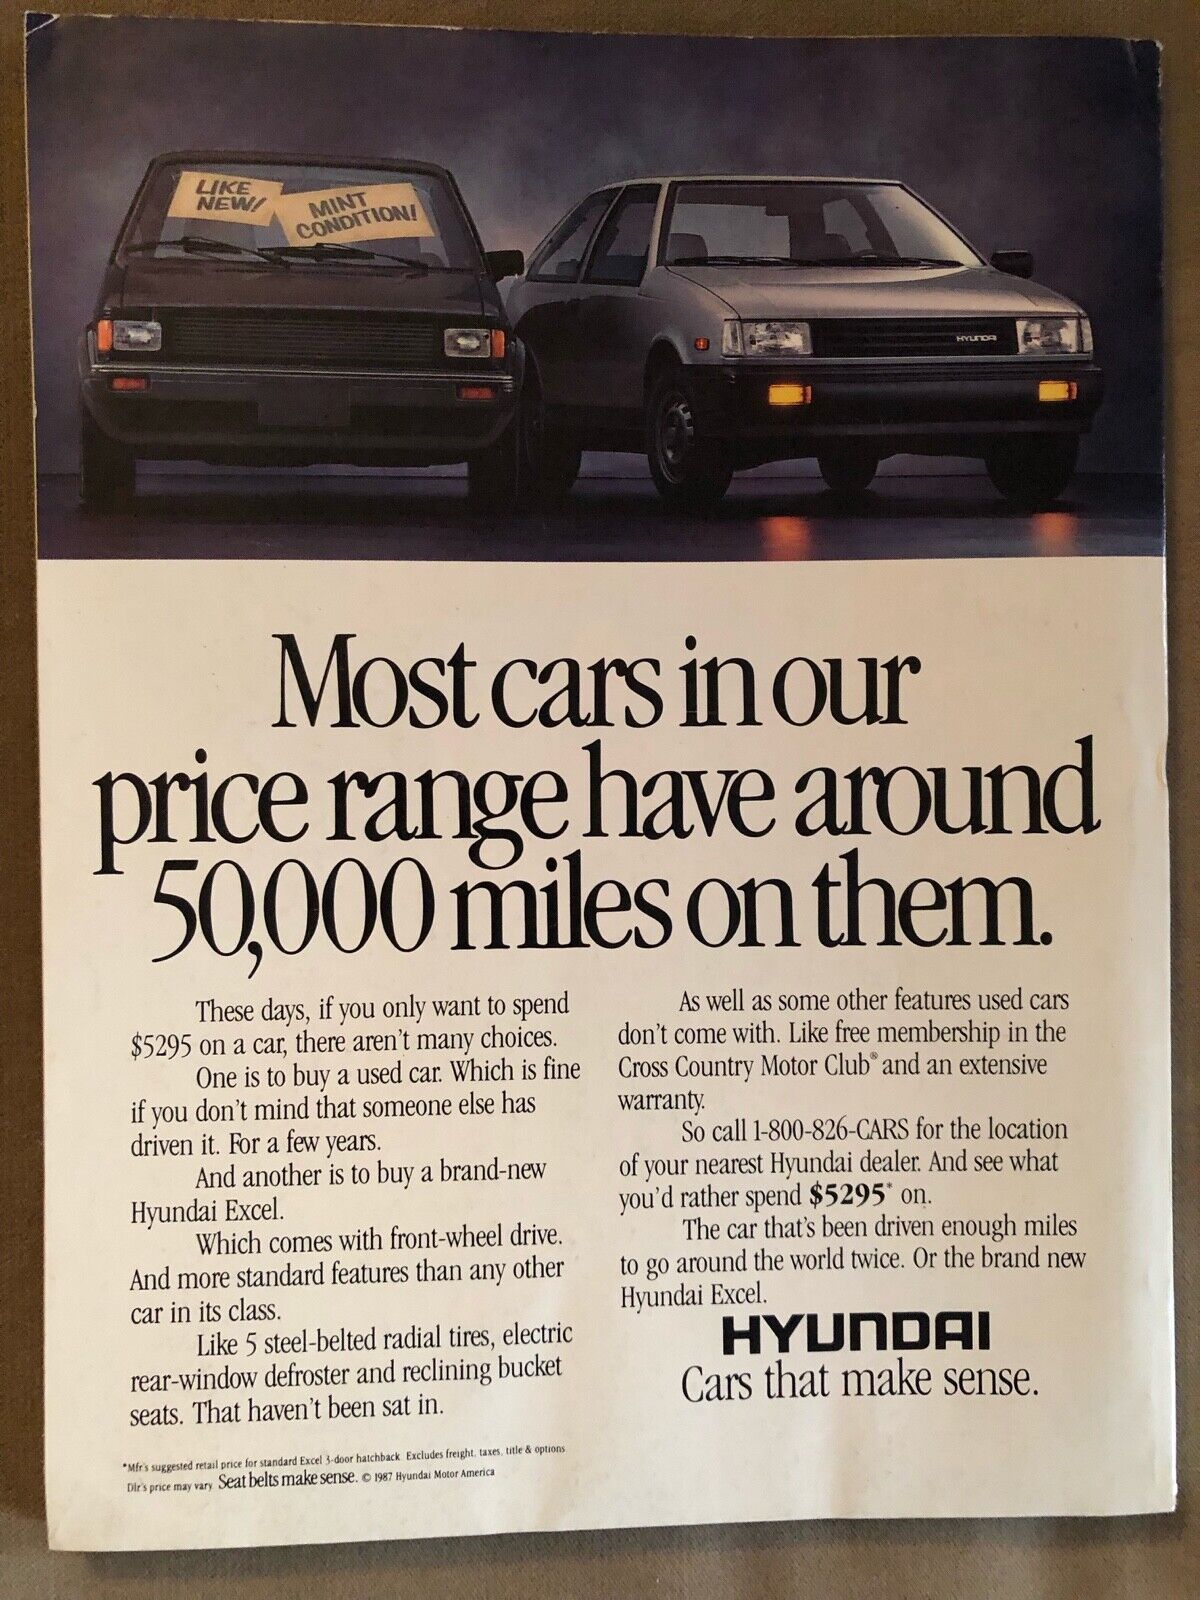 LIKE
NEW!
MINT
CONDITION!
HYUNDAI
Most cars in our
price range have around
50,000 miles on them.
These days, if you only want to spend
$5295 on a car, there aren't many choices.
One is to buy a used car. Which is fine
if you don't mind that someone else has
driven it. For a few years.
And another is to buy a brand-new
Hyundai Excel.
Which comes with front-wheel drive.
And more standard features than any other
car in its class.
Like 5 steel-belted radial tires, electric
rear-window defroster and reclining bucket
seats. That haven't been sat in.
As well as some other features used cars
don't come with. Like free membership in the
Cross Country Motor Club® and an extensive
warranty.
So call 1-800-826-CARS for the location
of your nearest Hyundai dealer. And see what
you'd rather spend $5295* on.
The car that's been driven enough miles
to go around the world twice. Or the brand new
Hyundai Excel.
HYUNDAI
Cars that make sense.
*Mfr's suggested retail price for standard Excel 3-door hatchback. Excludes freight, taxes, title & options
Dlr's price may vary Seat belts make sense. © 1987 Hyundai Motor America